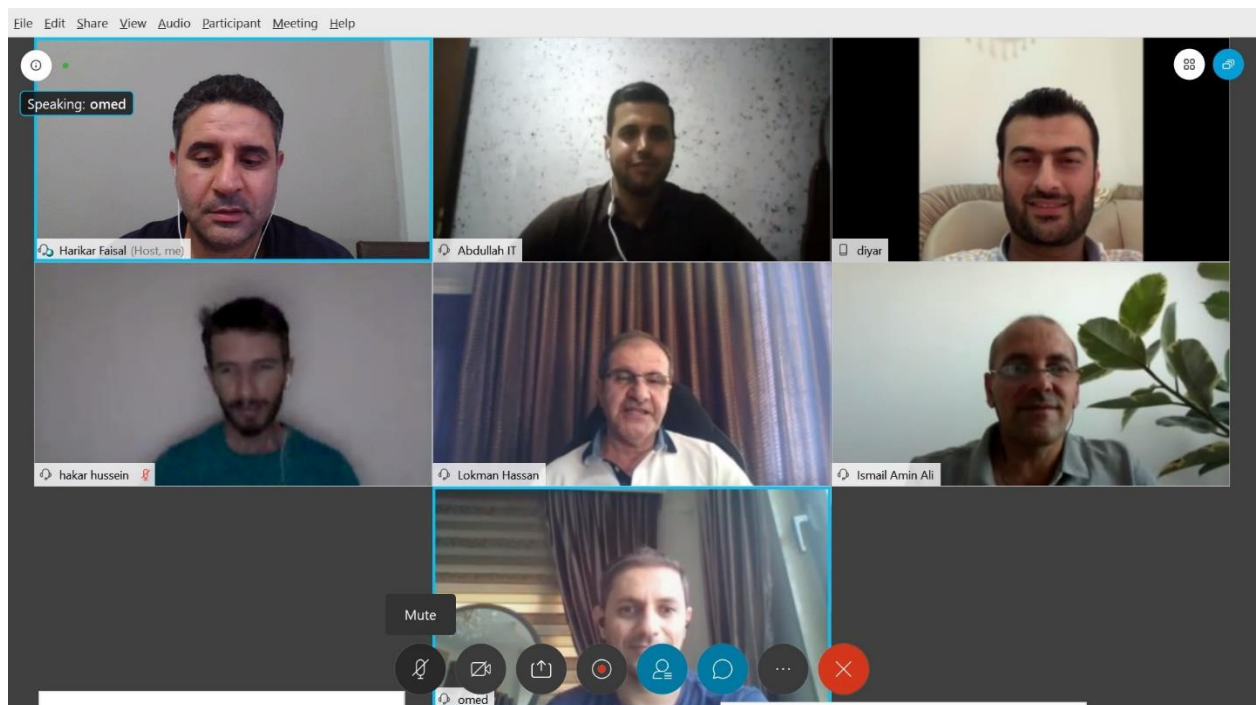 File Edit Share View Audio Participant Meeting Help
Speaking: omed
Harikar Faisal (Host, me)
Abdullah IT
diyar
hakar hussein
Lokman Hassan
Ismail Amin Ali
Mute
omed